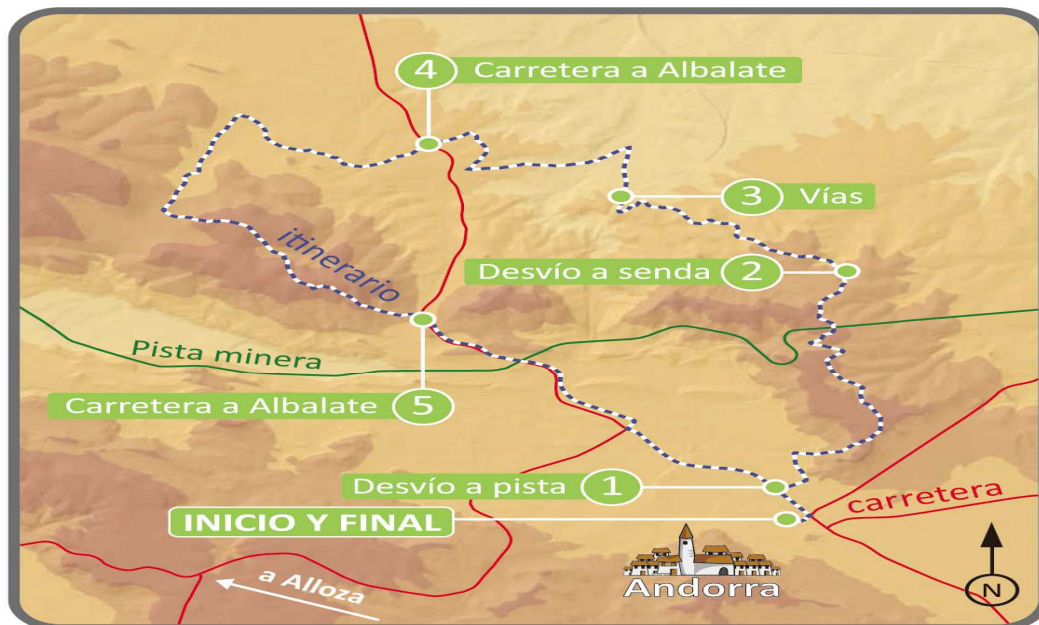 4 Carretera a Albalate
3 Vías
itinerario
Desvío a senda 2
Pista minera
Carretera a Albalate 5
Desvío a pista 1
carretera
INICIO Y FINAL
Andorra
a Alloza
N